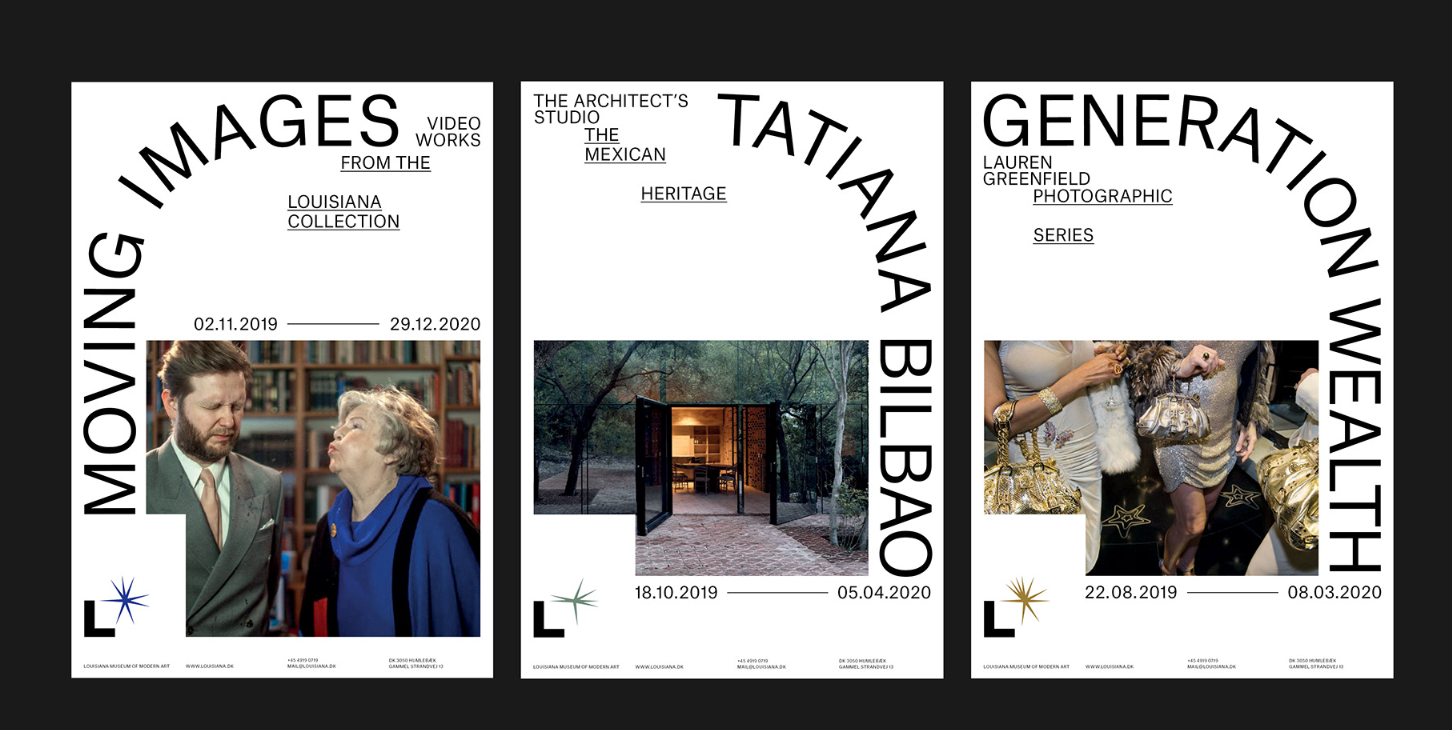 MOVING IMAGES
VIDEO
WORKS
FROM THE
LOUISIANA
COLLECTION
02.11.2019
29.12.2020
L
LOUISIANA MUSEUM OF MODERN ART
WWW.LOUISIANA.DK
+45 4919 0719
MAIL@LOUISIANA.DK
DK 3050 HUMLEBÆK
GAMMEL STRANDVEJ 13
THE ARCHITECT'S
STUDIO
THE
MEXICAN
HERITAGE
TATIANA BILBAO
18.10.2019
05.04.2020
L
LOUISIANA MUSEUM OF MODERN ART
WWW.LOUISIANA.DK
+45 4919 0719
MAIL@LOUISIANA.DK
DK 3050 HUMLEBÆK
GAMMEL STRANDVEJ 13
GENERATION WEALTH
LAUREN
GREENFIELD
PHOTOGRAPHIC
SERIES
22.08.2019
08.03.2020
L
LOUISIANA MUSEUM OF MODERN ART
WWW.LOUISIANA.DK
+45 4919 0719
MAIL@LOUISIANA.DK
DK 3050 HUMLEBÆK
GAMMEL STRANDVEJ 13